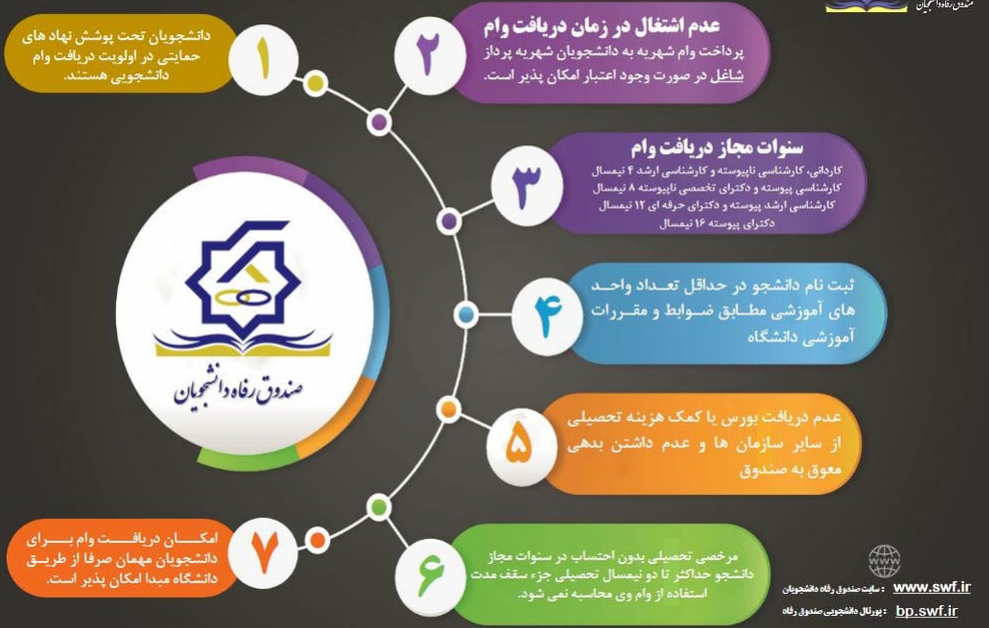 صندوق رفاه دانشجویان
۱
دانشجویان تحت پوشش نهاد های
حمایتی در اولویت دریافت وام
دانشجویی هستند.
۲
عدم اشتغال در زمان دریافت وام
پرداخت وام شهریه به دانشجویان شهریه پرداز
شاغل در صورت وجود اعتبار امکان پذیر است.
۳
سنوات مجاز دریافت وام
کاردانی، کارشناسی ناپیوسته و کارشناسی ارشد ۴ نیمسال
کارشناسی پیوسته و دکترای تخصصی ناپیوسته ۸ نیمسال
کارشناسی ارشد پیوسته و دکترای حرفه ای ۱۲ نیمسال
دکترای پیوسته ۱۶ نیمسال
۴
ثبت نام دانشجو در حداقل تعداد واحد
های آموزشی مطابق ضوابط و مقررات
آموزشی دانشگاه
صندوق رفاه دانشجویان
۵
عدم دریافت بورس یا کمک هزینه تحصیلی
از سایر سازمان ها و عدم داشتن بدهی
معوق به صندوق
۶
مرخصی تحصیلی بدون احتساب در سنوات مجاز
دانشجو حداکثر تا دو نیمسال تحصیلی جزء سقف مدت
استفاده از وام وی محاسبه نمی شود.
۷
امکان دریافت وام برای
دانشجویان مهمان صرفا از طریق
دانشگاه مبدا امکان پذیر است.
www.swf.ir : سایت صندوق رفاه دانشجویان
bp.swf.ir : پورتال دانشجویی صندوق رفاه